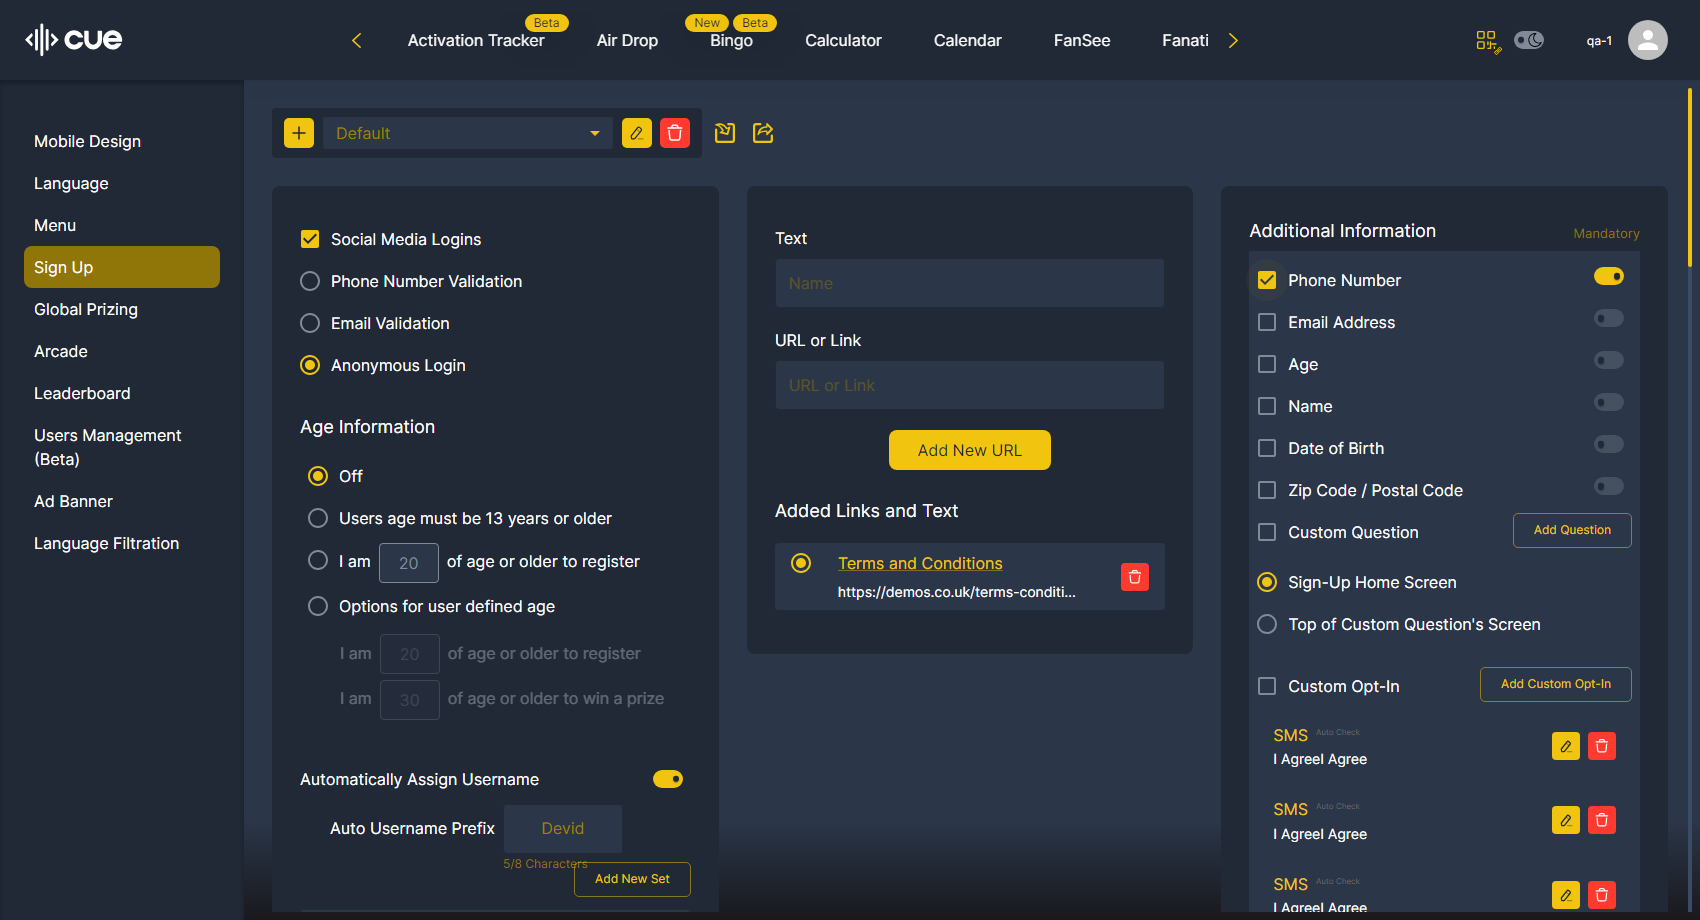 cue
Activation Tracker
Beta
Air Drop
New
Beta
Bingo
Calculator
Calendar
FanSee
Fanati
qa-1
Mobile Design
Language
Menu
Sign Up
Global Prizing
Arcade
Leaderboard
Users Management
(Beta)
Ad Banner
Language Filtration
Default
Social Media Logins
Phone Number Validation
Email Validation
Anonymous Login
Age Information
Off
Users age must be 13 years or older
I am 20 of age or older to register
Options for user defined age
I am 20 of age or older to register
I am 30 of age or older to win a prize
Automatically Assign Username
Auto Username Prefix Devid
5/8 Characters
Add New Set
Text
Name
URL or Link
URL or Link
Add New URL
Added Links and Text
Terms and Conditions
https://demos.co.uk/terms-conditi...
Additional Information Mandatory
Phone Number
Email Address
Age
Name
Date of Birth
Zip Code / Postal Code
Custom Question Add Question
Sign-Up Home Screen
Top of Custom Question's Screen
Custom Opt-In Add Custom Opt-In
SMS Auto Check
I AgreeI Agree
SMS Auto Check
I AgreeI Agree
SMS Auto Check
I AgreeI Agree